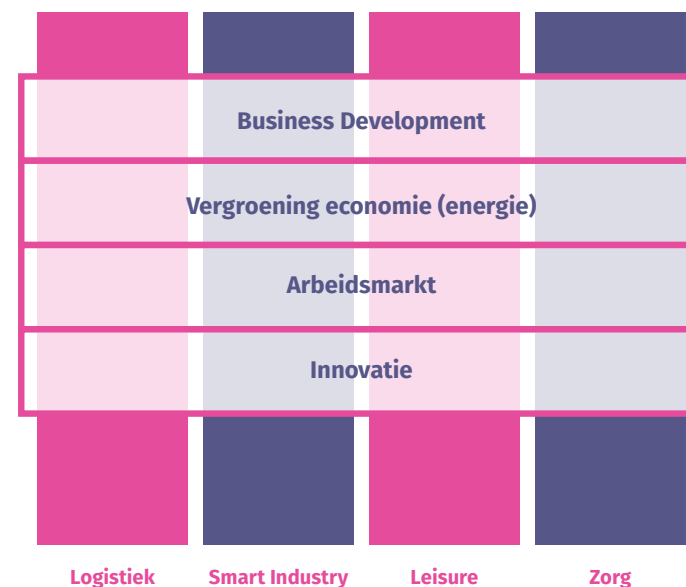 Business Development
Vergroening economie (energie)
Arbeidsmarkt
Innovatie
Logistiek Smart Industry Leisure Zorg